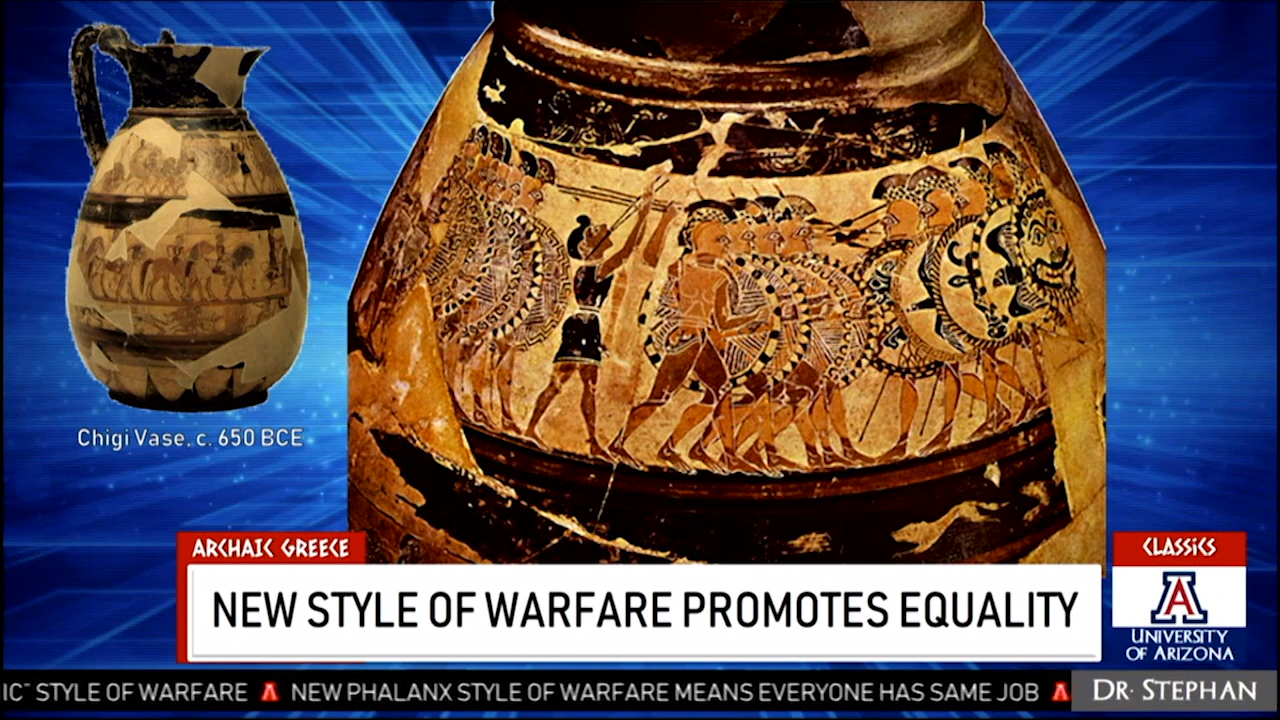 Chigi Vase. c. 650 BCE
ARCHAIC GREECE
NEW STYLE OF WARFARE PROMOTES EQUALITY
CLASSICS
A
UNIVERSITY
OF ARIZONA
IC" STYLE OF WARFARE A NEW PHALANX STYLE OF WARFARE MEANS EVERYONE HAS SAME JOB A
DR. STEPHAN